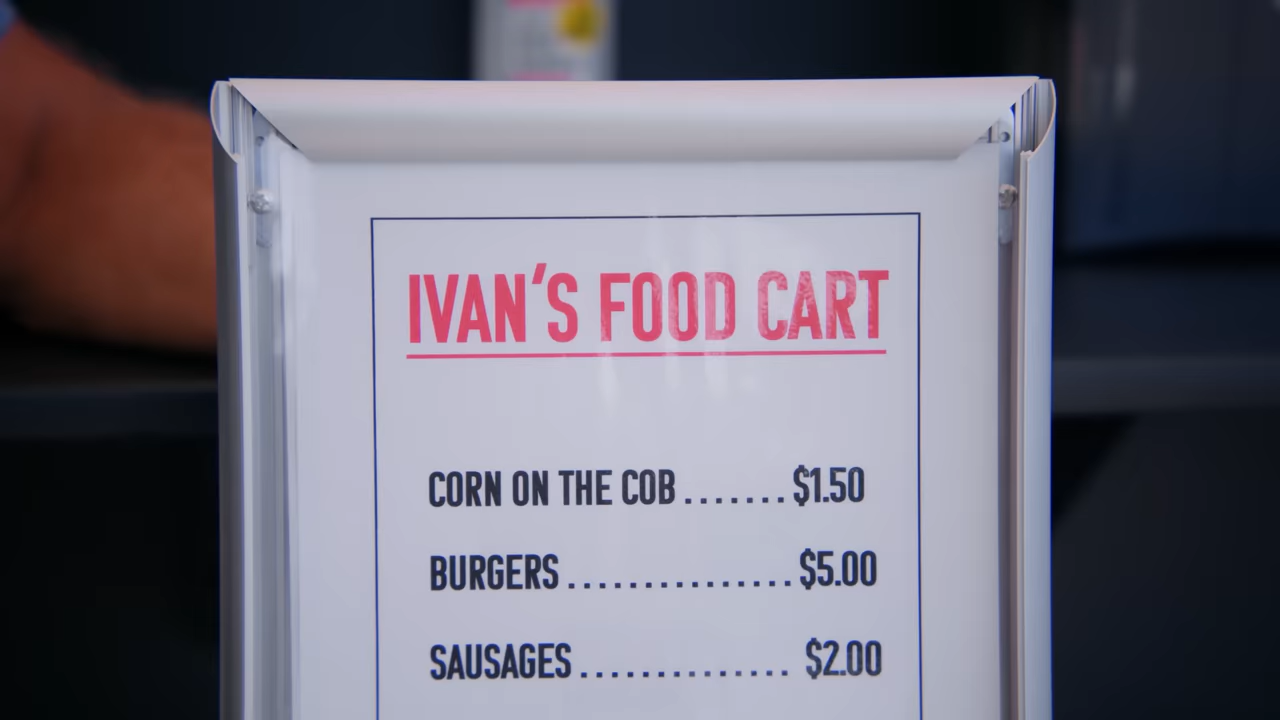 IVAN'S FOOD CART
CORN ON THE COB.......$1.50
BURGERS...............$5.00
SAUSAGES.............. $2.00